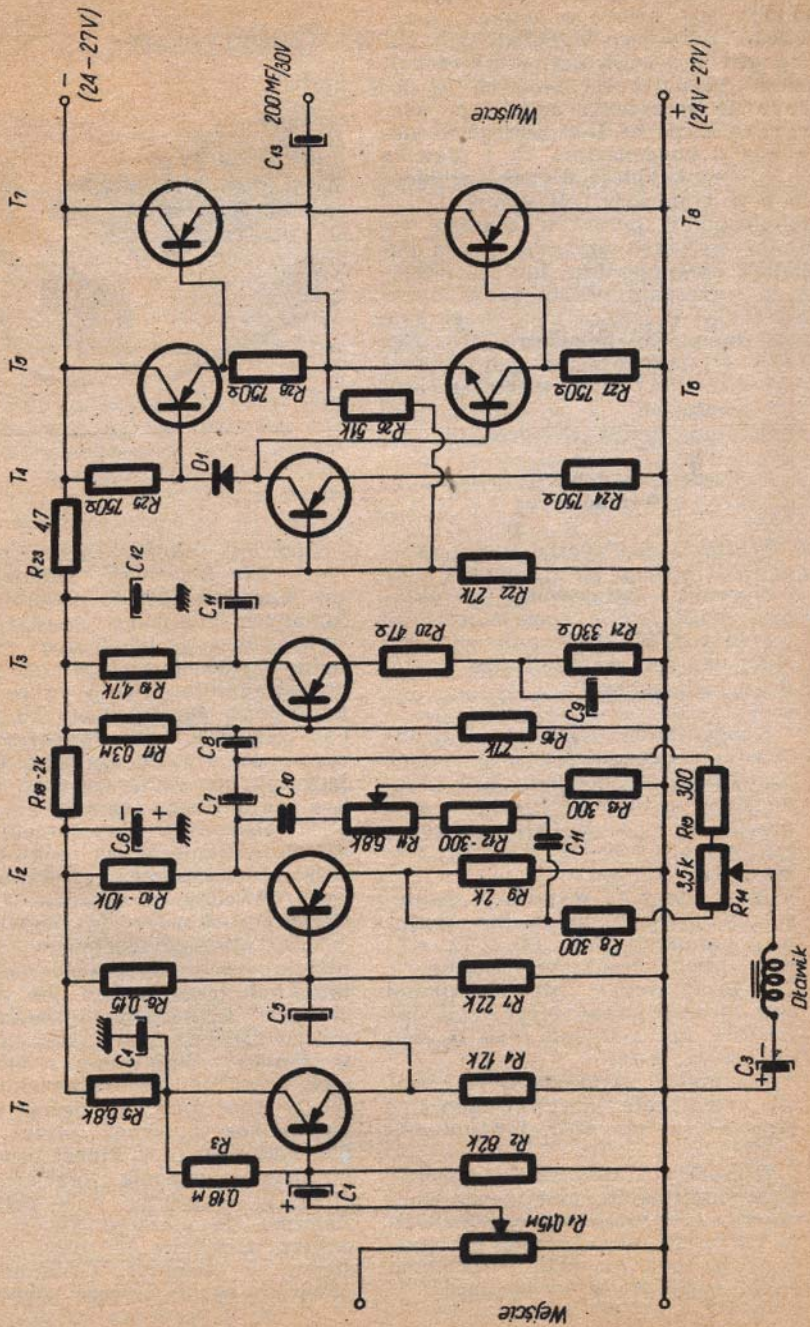 T1
T2
T3
T4
T5
T7
−
(24 – 27V)
R5 6,8k
C4
R3
0,18 M
R6 0,15
R10 - 10k
C6
−
+
R18 - 2k
R17 0,3 M
R19 4,7k
C12
R23 4,7
R25 750Ω
D1
R28 750Ω
C13 200MF/30V
+
C1
C5
C7
C8
C10
C11
R26 51k
Wejście
R1 0,15M
R2 82k
R4 12k
R7 22k
R9 2k
R8 300
R11 6,8k
R12 - 300
C11
R13 300
R16
27k
R20 47Ω
C9
R21 330Ω
R22 27k
R24 750Ω
R27 750Ω
Wyjście
T6
T8
+
(24V – 27V)
3,5k
R14
R15 300
C3
+
−
Dławik